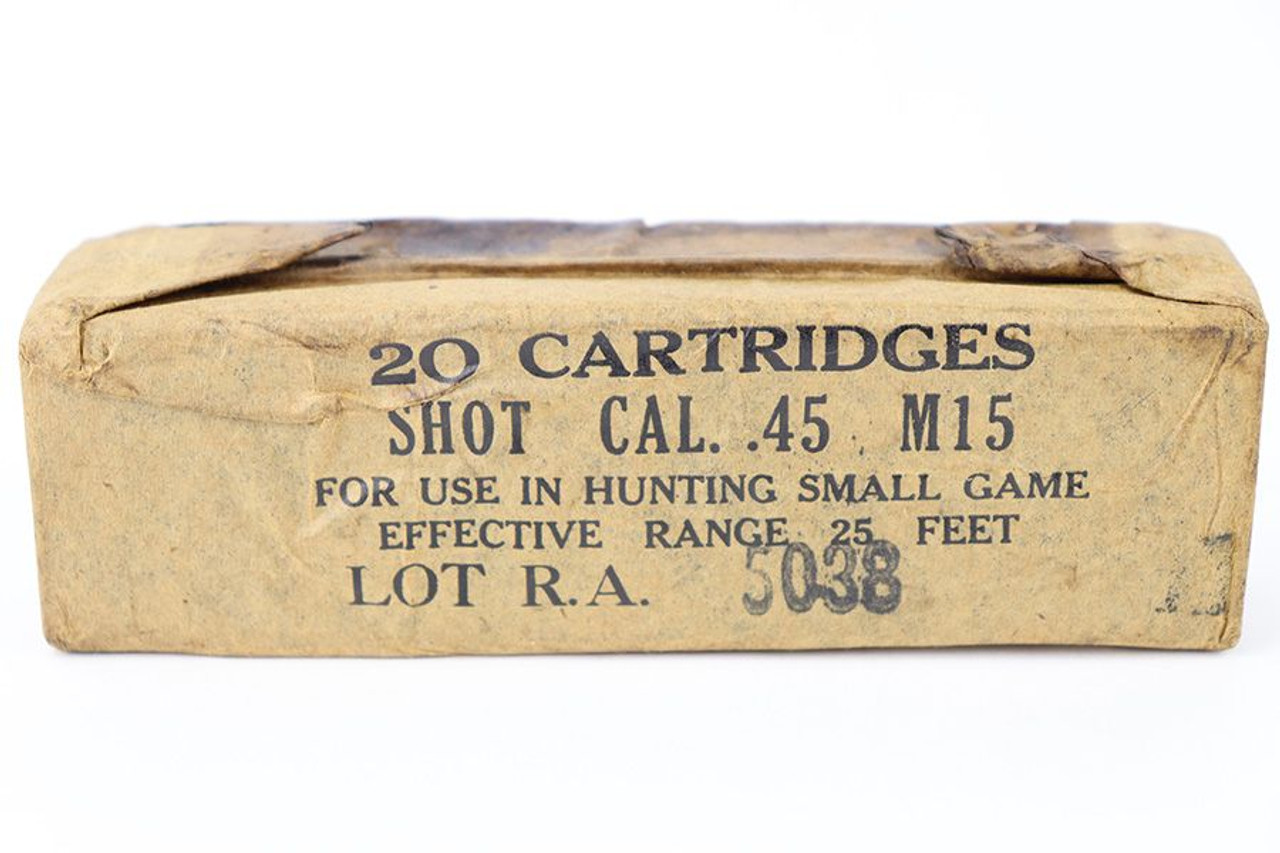 20 CARTRIDGES
SHOT CAL. .45 M15
FOR USE IN HUNTING SMALL GAME
EFFECTIVE RANGE 25 FEET
LOT R.A. 5038